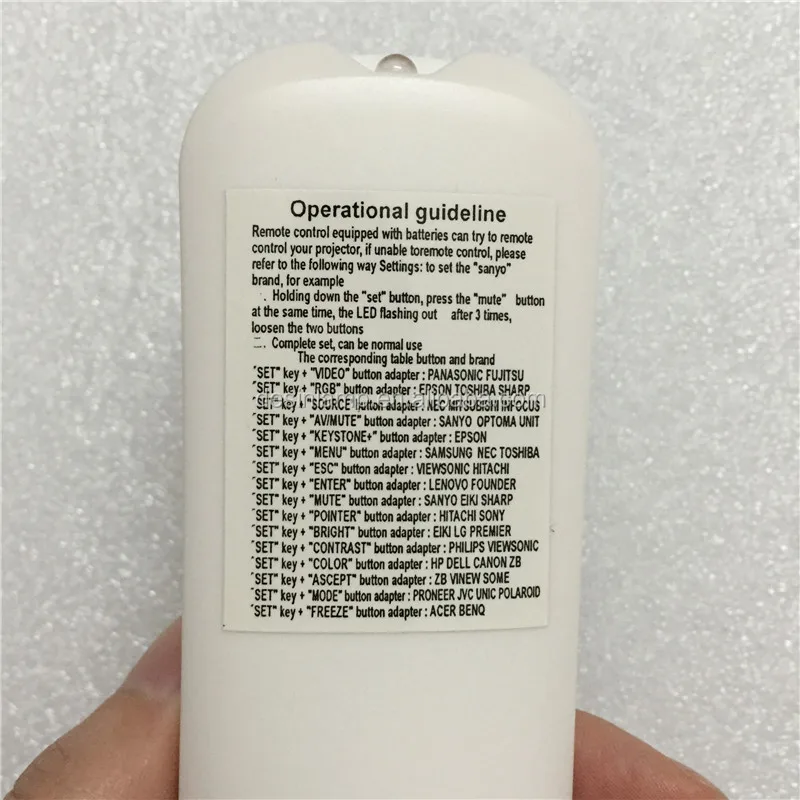 Operational guideline
Remote control equipped with batteries can try to remote
control your projector, if unable toremote control, please
refer to the following way Settings: to set the "sanyo"
brand, for example
一. Holding down the "set" button, press the "mute" button
at the same time, the LED flashing out after 3 times,
loosen the two buttons
二. Complete set, can be normal use
The corresponding table button and brand
"SET" key + "VIDEO" button adapter : PANASONIC FUJITSU
"SET" key + "RGB" button adapter : EPSON TOSHIBA SHARP
"SET" key + "SOURCE" button adapter : NEC MITSUBISHI INFOCUS
"SET" key + "AV/MUTE" button adapter : SANYO OPTOMA UNIT
"SET" key + "KEYSTONE+" button adapter : EPSON
"SET" key + "MENU" button adapter : SAMSUNG NEC TOSHIBA
"SET" key + "ESC" button adapter : VIEWSONIC HITACHI
"SET" key + "ENTER" button adapter : LENOVO FOUNDER
"SET" key + "MUTE" button adapter : SANYO EIKI SHARP
"SET" key + "POINTER" button adapter : HITACHI SONY
"SET" key + "BRIGHT" button adapter : EIKI LG PREMIER
"SET" key + "CONTRAST" button adapter : PHILIPS VIEWSONIC
"SET" key + "COLOR" button adapter : HP DELL CANON ZB
"SET" key + "ASCEPT" button adapter : ZB VINEW SOME
"SET" key + "MODE" button adapter : PRONEER JVC UNIC POLAROID
"SET" key + "FREEZE" button adapter : ACER BENQ